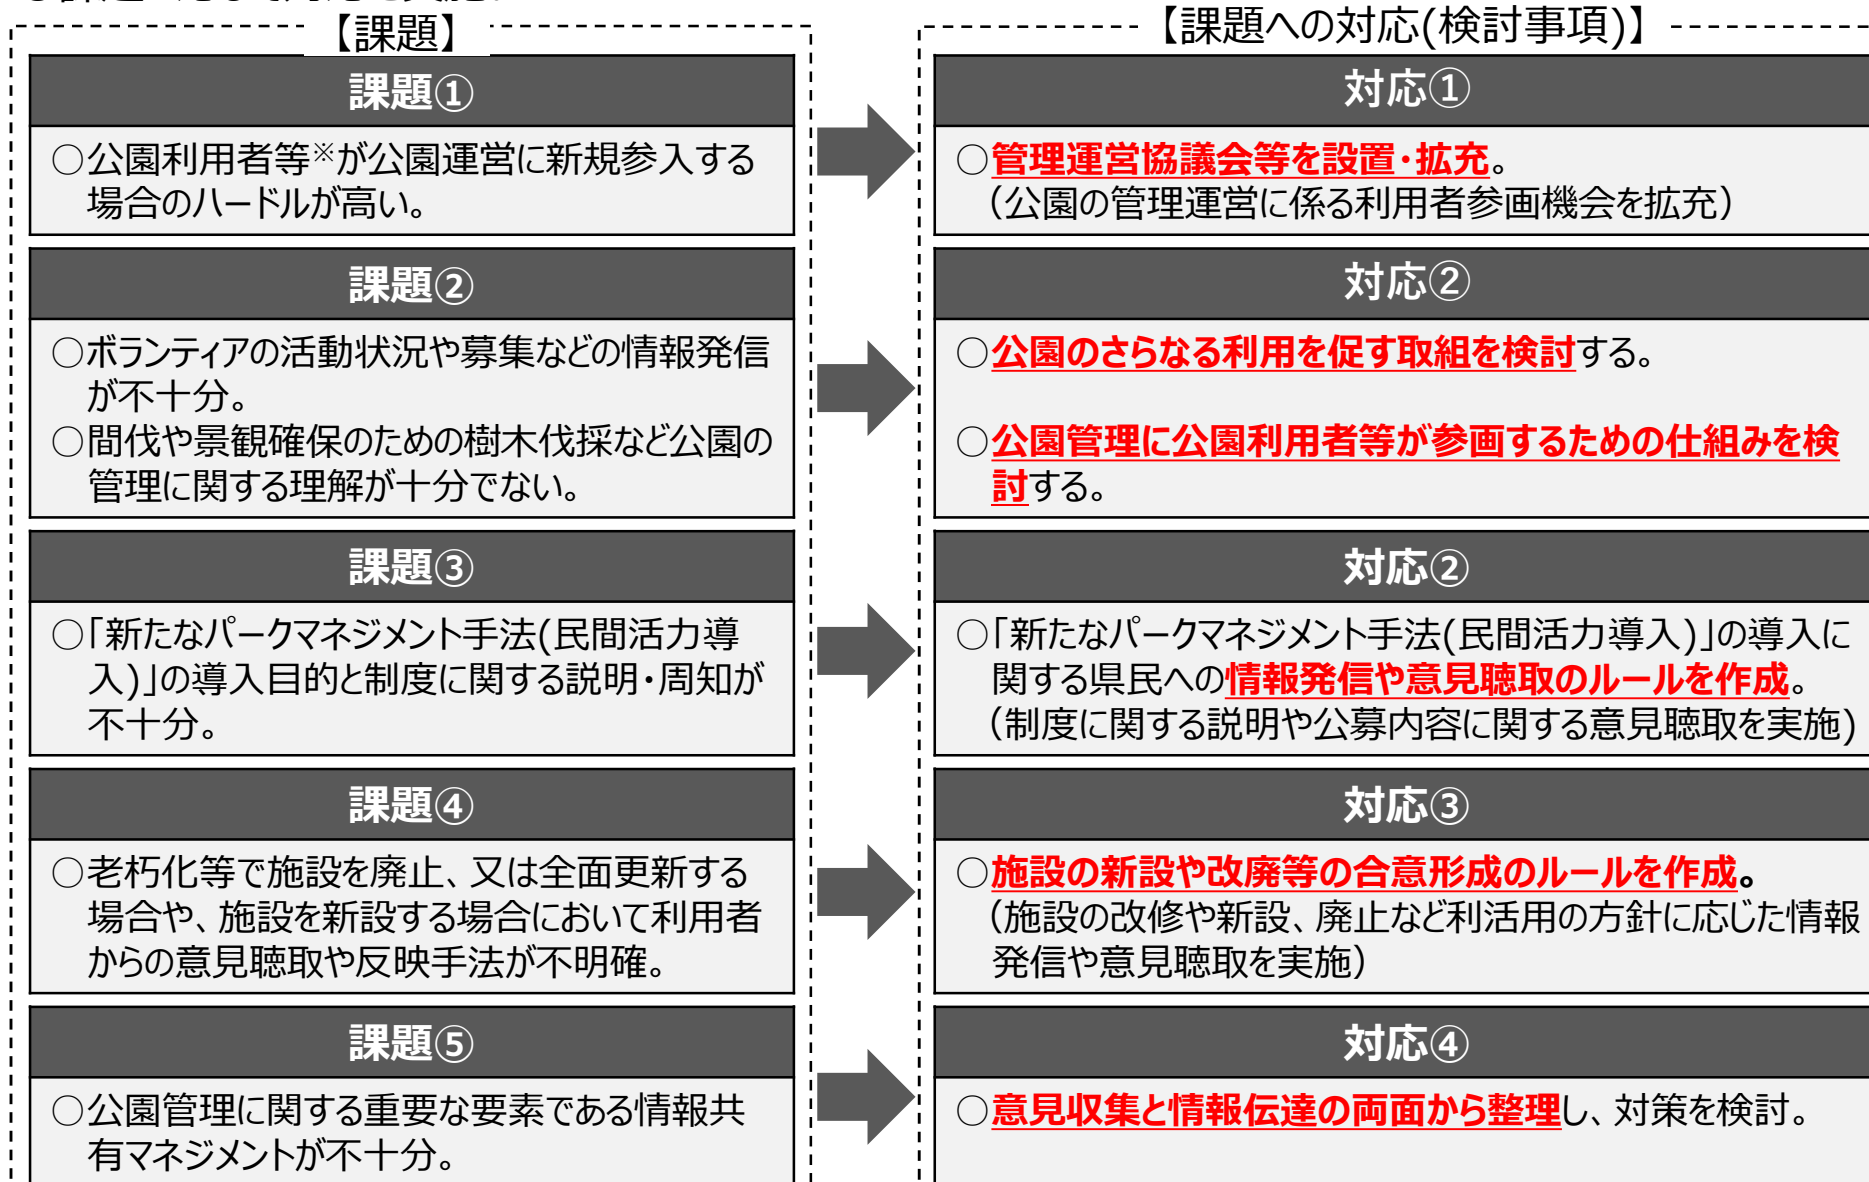 【課題】
課題①
○公園利用者等※が公園運営に新規参入する
場合のハードルが高い。
課題②
○ボランティアの活動状況や募集などの情報発信
が不十分。
○間伐や景観確保のための樹木伐採など公園の
管理に関する理解が十分でない。
課題③
○「新たなパークマネジメント手法(民間活力導
入)」の導入目的と制度に関する説明・周知が
不十分。
課題④
○老朽化等で施設を廃止、又は全面更新する
場合や、施設を新設する場合において利用者
からの意見聴取や反映手法が不明確。
課題⑤
○公園管理に関する重要な要素である情報共
有マネジメントが不十分。
【課題への対応(検討事項)】
対応①
○管理運営協議会等を設置・拡充。
（公園の管理運営に係る利用者参画機会を拡充）
対応②
○公園のさらなる利用を促す取組を検討する。
○公園管理に公園利用者等が参画するための仕組みを検
討する。
対応②
○「新たなパークマネジメント手法(民間活力導入)」の導入に
関する県民への情報発信や意見聴取のルールを作成。
（制度に関する説明や公募内容に関する意見聴取を実施)
対応③
○施設の新設や改廃等の合意形成のルールを作成。
（施設の改修や新設、廃止など利活用の方針に応じた情報
発信や意見聴取を実施）
対応④
○意見収集と情報伝達の両面から整理し、対策を検討。